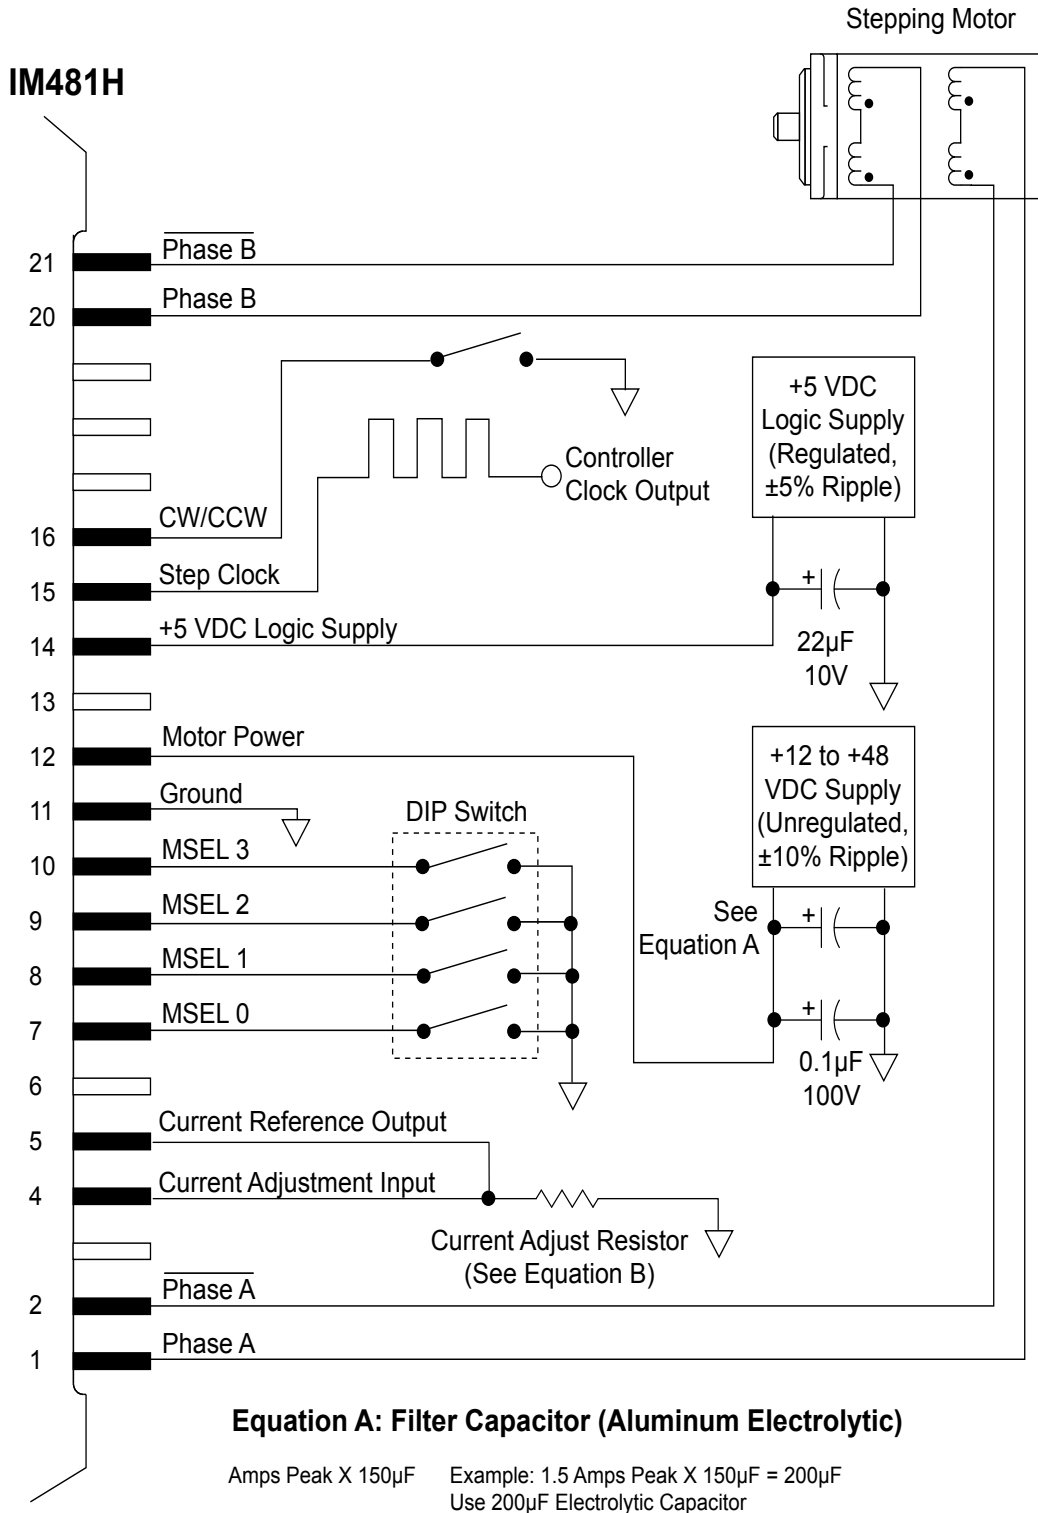 Stepping Motor
IM481H
21 Phase B
20 Phase B
Controller
Clock Output
+5 VDC
Logic Supply
(Regulated,
±5% Ripple)
16 CW/CCW
15 Step Clock
14 +5 VDC Logic Supply
+
22µF
10V
13
12 Motor Power
11 Ground
+12 to +48
VDC Supply
(Unregulated,
±10% Ripple)
DIP Switch
10 MSEL 3
9 MSEL 2
8 MSEL 1
7 MSEL 0
See
Equation A
+
+
0.1µF
100V
6
5 Current Reference Output
4 Current Adjustment Input
Current Adjust Resistor
(See Equation B)
2 Phase A
1 Phase A
Equation A: Filter Capacitor (Aluminum Electrolytic)
Amps Peak X 150µF Example: 1.5 Amps Peak X 150µF = 200µF
Use 200µF Electrolytic Capacitor